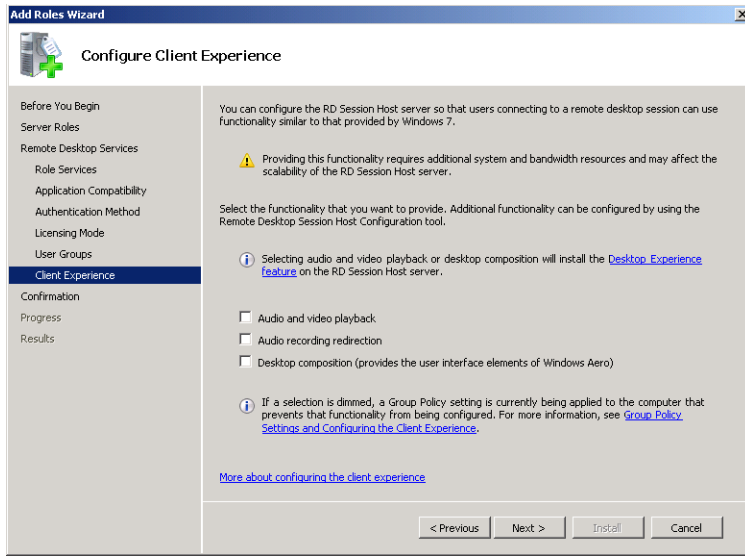 Add Roles Wizard
Configure Client Experience
Before You Begin
Server Roles
Remote Desktop Services
Role Services
Application Compatibility
Authentication Method
Licensing Mode
User Groups
Client Experience
Confirmation
Progress
Results
You can configure the RD Session Host server so that users connecting to a remote desktop session can use
functionality similar to that provided by Windows 7.
Providing this functionality requires additional system and bandwidth resources and may affect the
scalability of the RD Session Host server.
Select the functionality that you want to provide. Additional functionality can be configured by using the
Remote Desktop Session Host Configuration tool.
Selecting audio and video playback or desktop composition will install the Desktop Experience
feature on the RD Session Host server.
Audio and video playback
Audio recording redirection
Desktop composition (provides the user interface elements of Windows Aero)
If a selection is dimmed, a Group Policy setting is currently being applied to the computer that
prevents that functionality from being configured. For more information, see Group Policy
Settings and Configuring the Client Experience.
More about configuring the client experience
< Previous
Next >
Install
Cancel